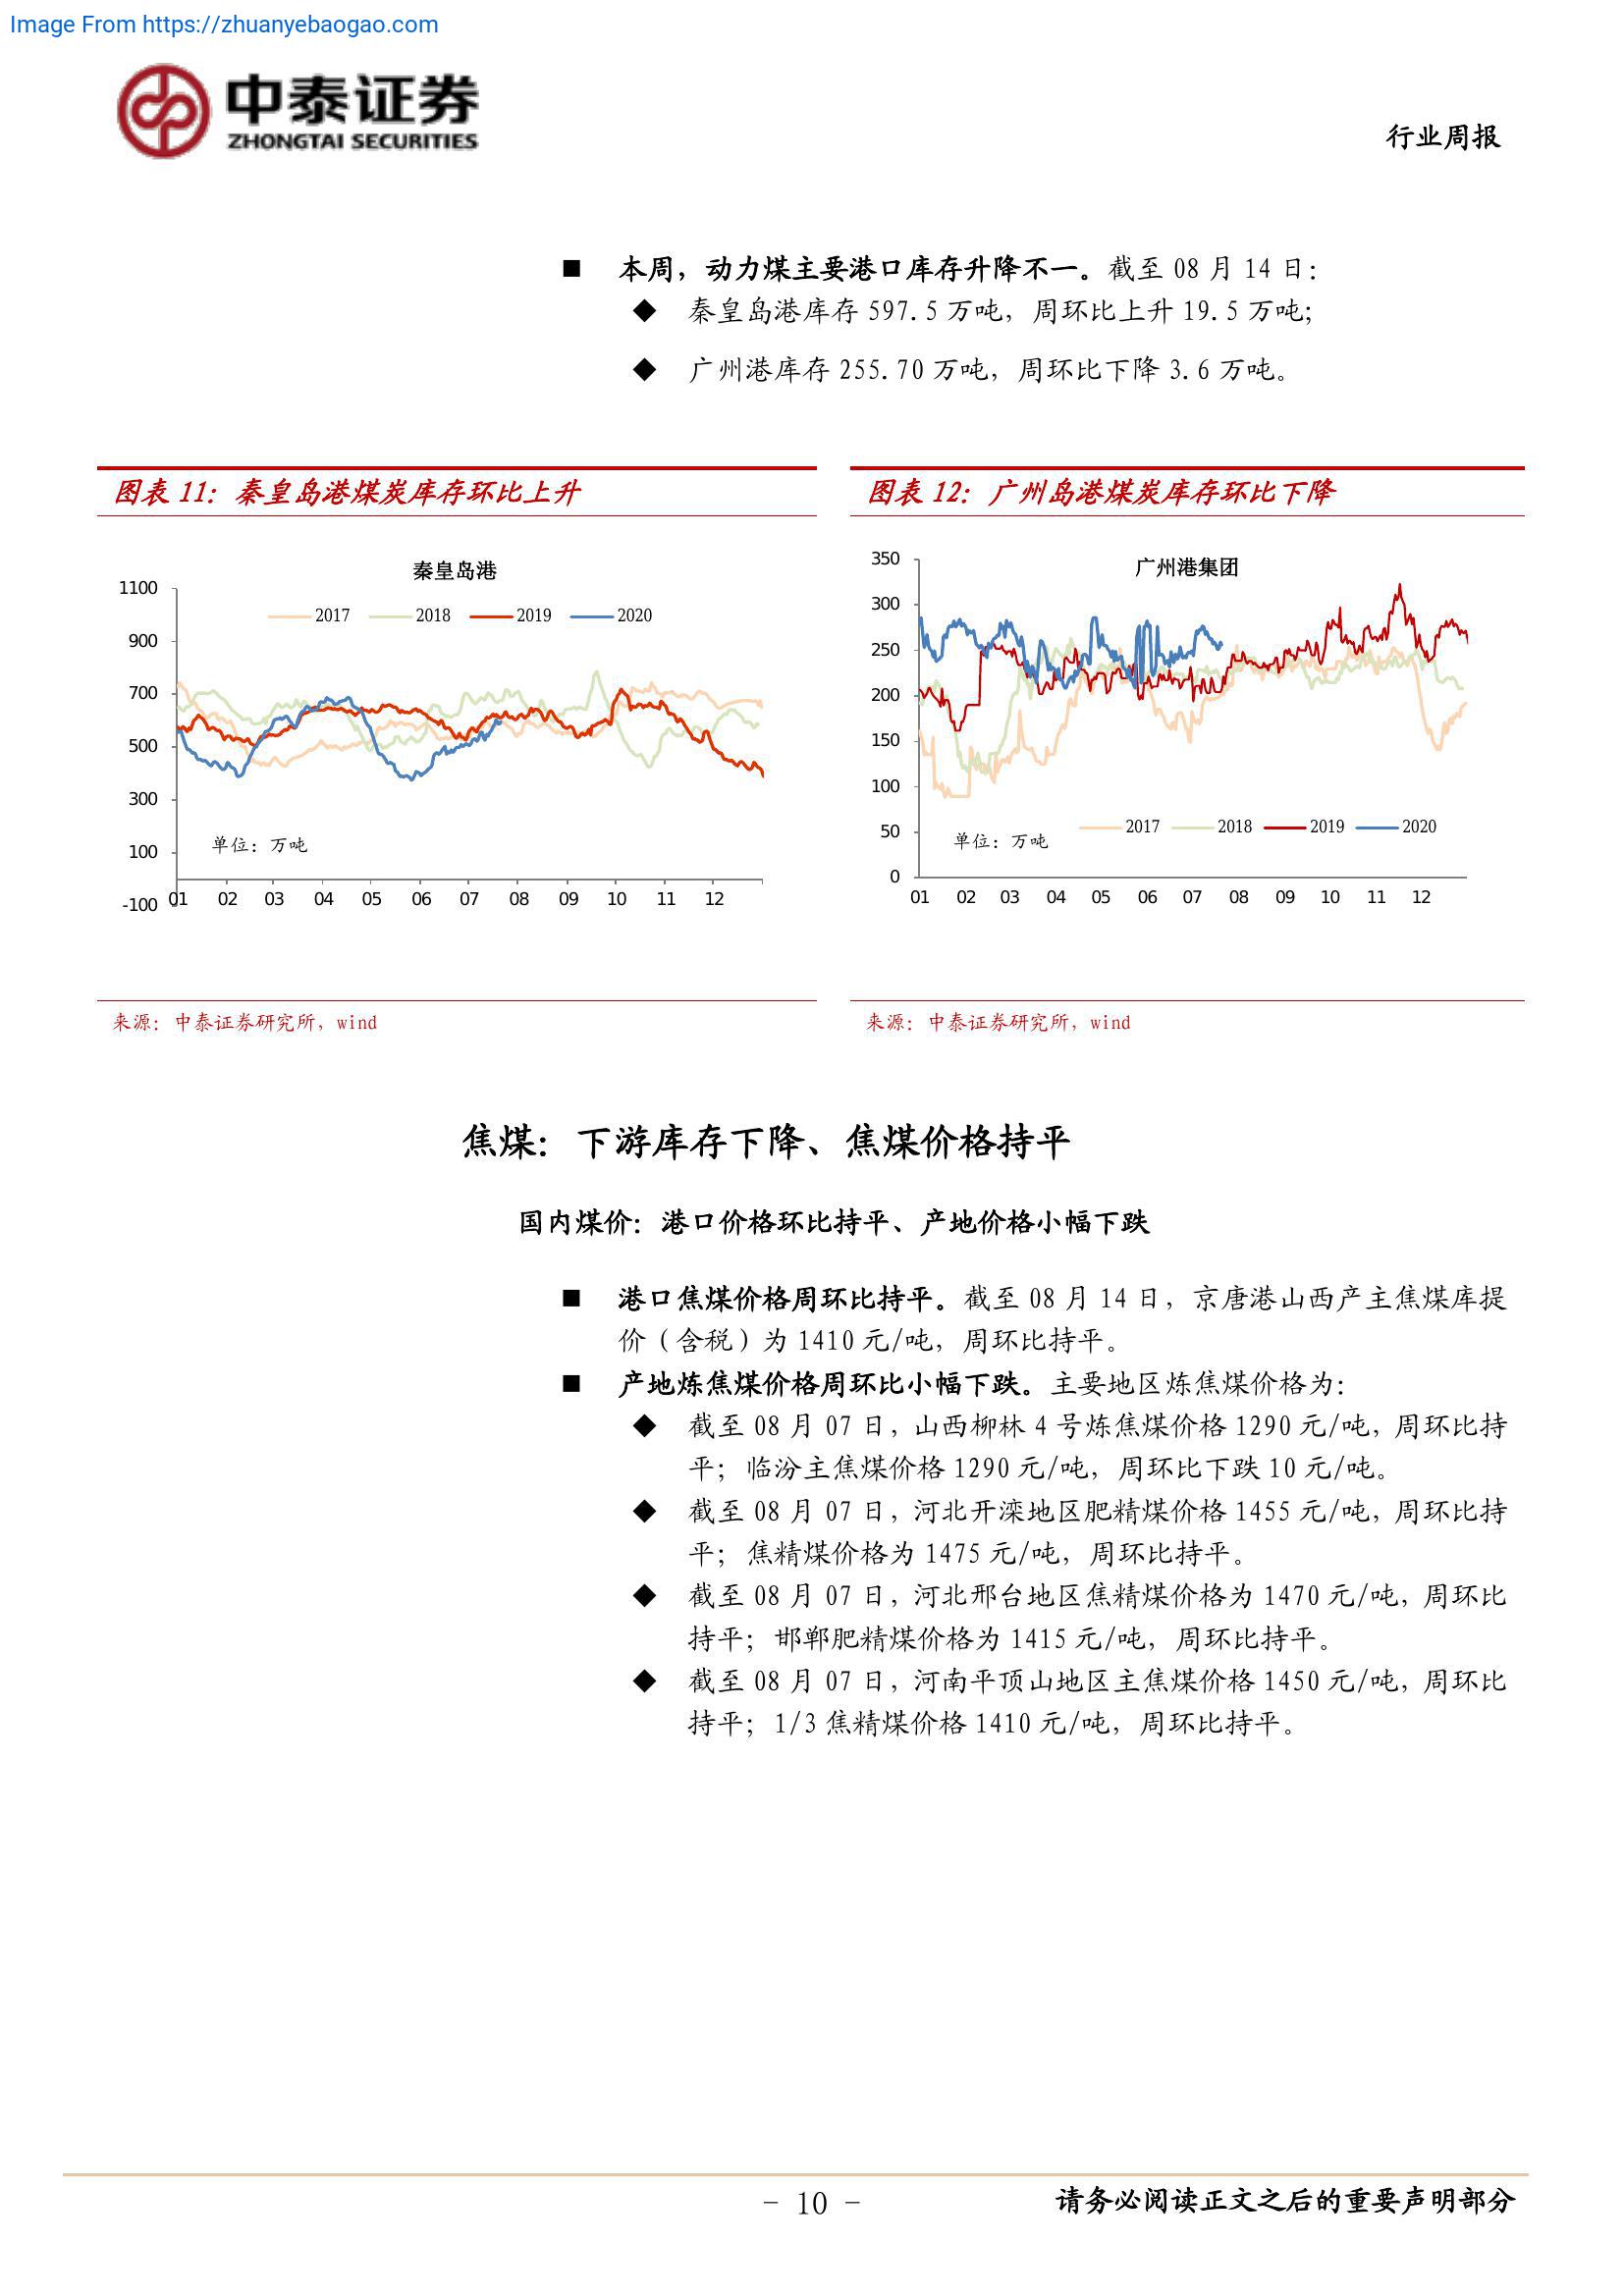 Image From https://zhuanyebaogao.com
中泰证券
ZHONGTAI SECURITIES
行业周报
■ 本周，动力煤主要港口库存升降不一。截至 08 月 14 日：
◆ 秦皇岛港库存 597.5 万吨，周环比上升 19.5 万吨；
◆ 广州港库存 255.70 万吨，周环比下降 3.6 万吨。
图表 11：秦皇岛港煤炭库存环比上升
秦皇岛港
1100
900
700
500
300
100
-100
2017 2018 2019 2020
单位：万吨
01 02 03 04 05 06 07 08 09 10 11 12
来源：中泰证券研究所，wind
图表 12：广州岛港煤炭库存环比下降
广州港集团
350
300
250
200
150
100
50
0
2017 2018 2019 2020
单位：万吨
01 02 03 04 05 06 07 08 09 10 11 12
来源：中泰证券研究所，wind
焦煤：下游库存下降、焦煤价格持平
国内煤价：港口价格环比持平、产地价格小幅下跌
■ 港口焦煤价格周环比持平。截至 08 月 14 日，京唐港山西产主焦煤库提
价（含税）为 1410 元/吨，周环比持平。
■ 产地炼焦煤价格周环比小幅下跌。主要地区炼焦煤价格为：
◆ 截至 08 月 07 日，山西柳林 4 号炼焦煤价格 1290 元/吨，周环比持
平；临汾主焦煤价格 1290 元/吨，周环比下跌 10 元/吨。
◆ 截至 08 月 07 日，河北开滦地区肥精煤价格 1455 元/吨，周环比持
平；焦精煤价格为 1475 元/吨，周环比持平。
◆ 截至 08 月 07 日，河北邢台地区焦精煤价格为 1470 元/吨，周环比
持平；邯郸肥精煤价格为 1415 元/吨，周环比持平。
◆ 截至 08 月 07 日，河南平顶山地区主焦煤价格 1450 元/吨，周环比
持平；1/3 焦精煤价格 1410 元/吨，周环比持平。
- 10 -
请务必阅读正文之后的重要声明部分